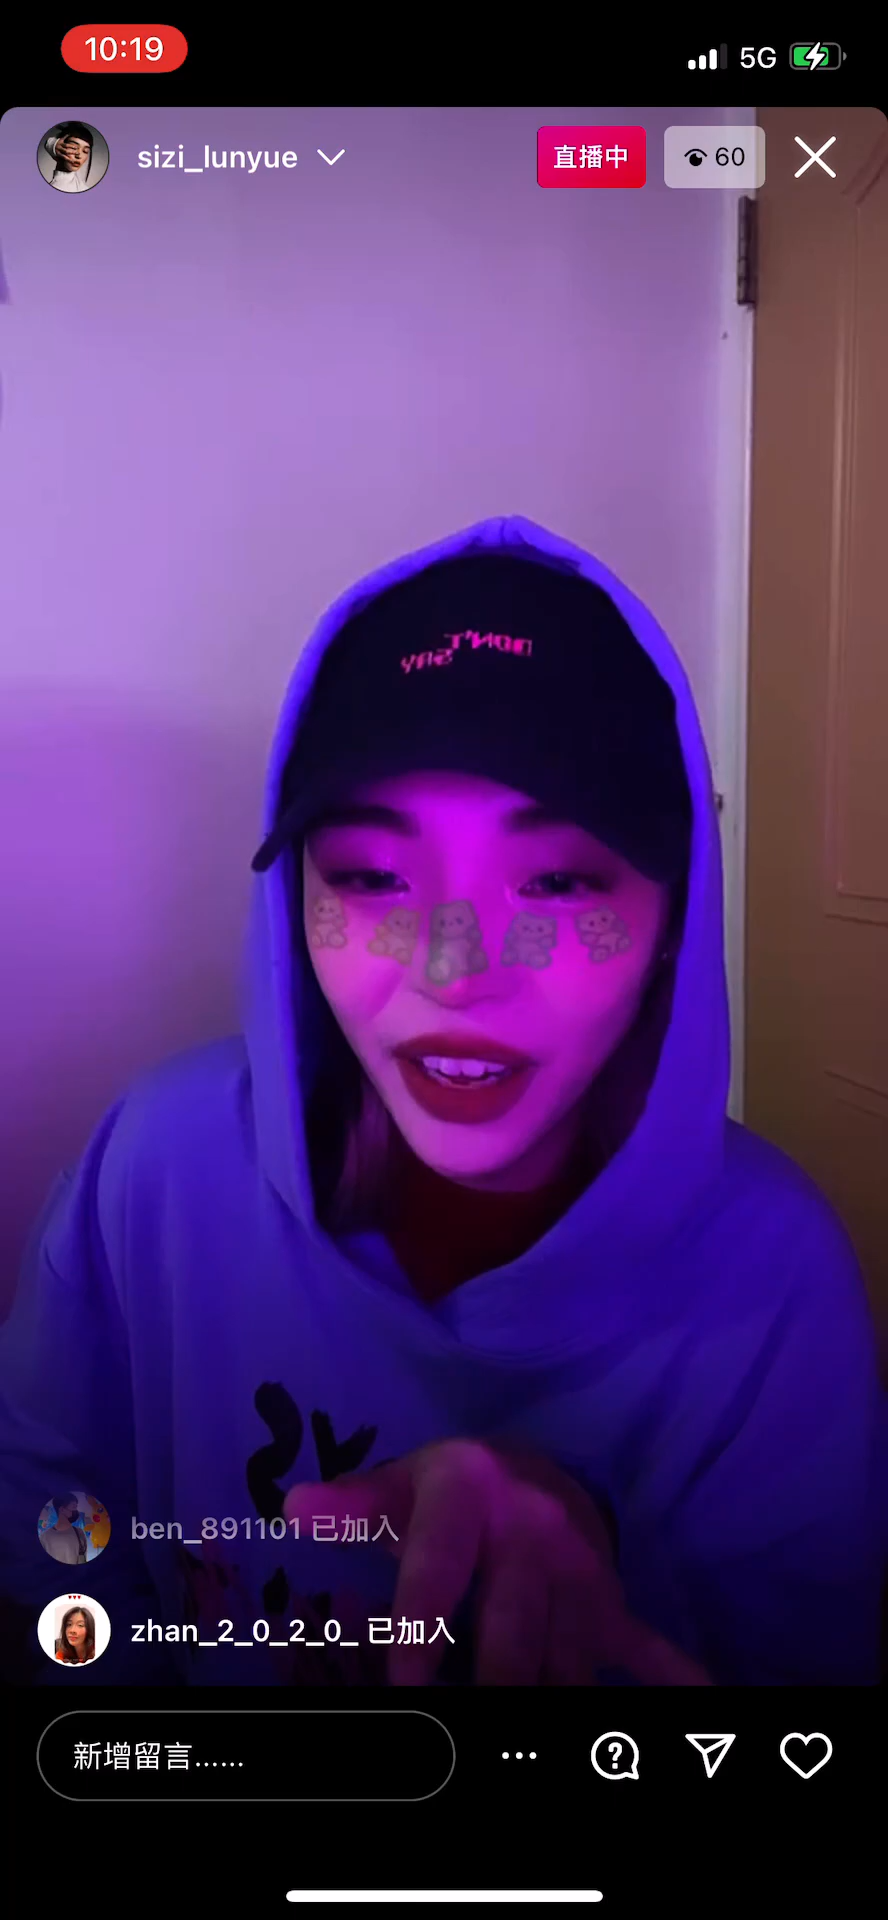 10:19
5G
sizi_lunyue
直播中
60
DON'T
SAY
ben_891101 已加入
zhan_2_0_2_0_ 已加入
新增留言......